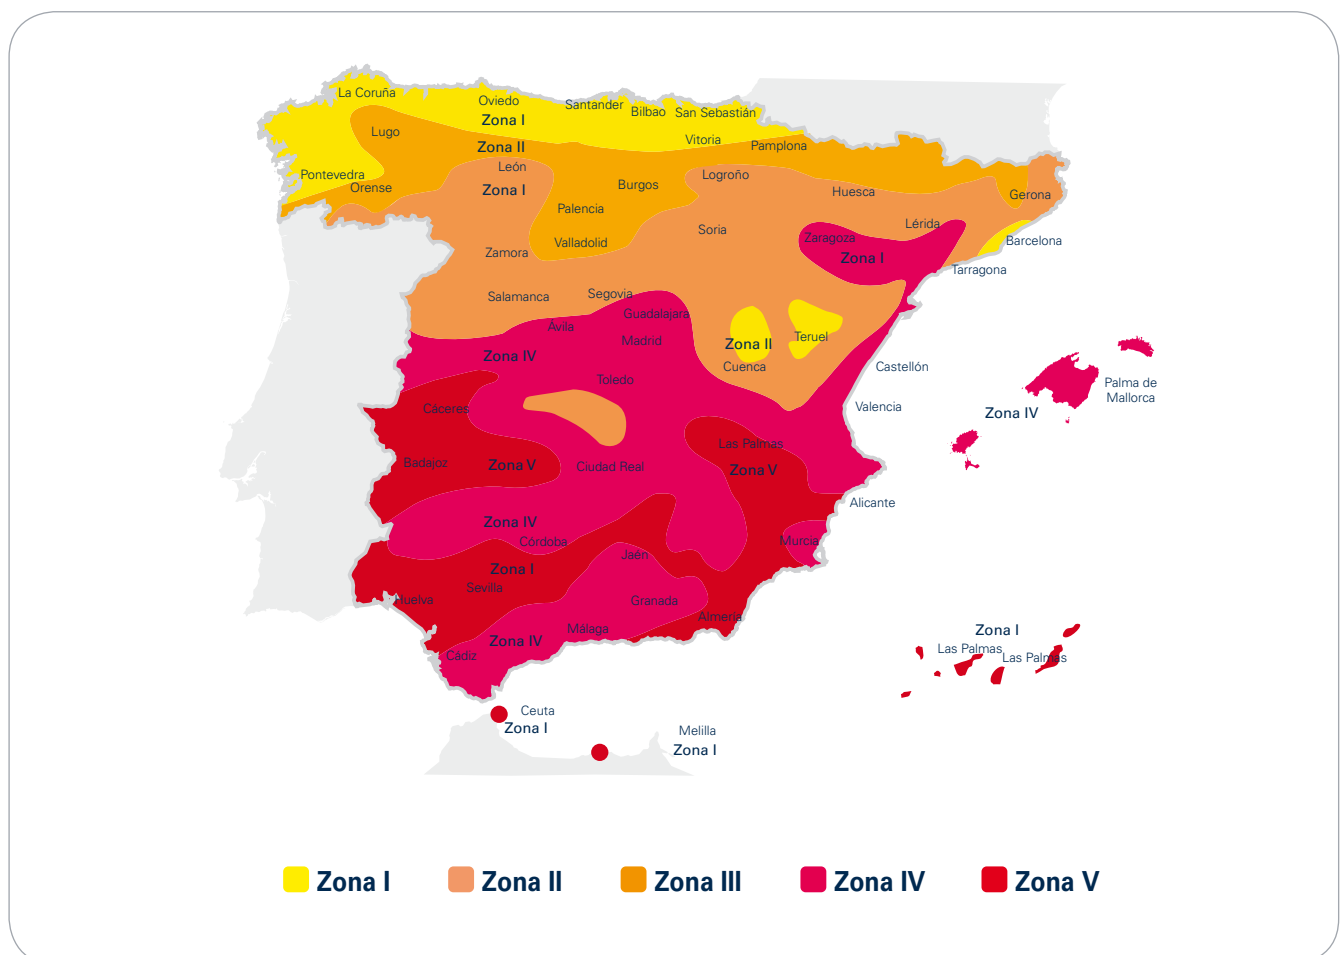 La Coruña
Oviedo
Santander
Bilbao
San Sebastián
Zona I
Lugo
Vitoria
Zona II
Pamplona
León
Pontevedra
Logroño
Orense
Zona I
Burgos
Huesca
Gerona
Palencia
Lérida
Soria
Zaragoza
Valladolid
Barcelona
Zamora
Zona I
Tarragona
Salamanca
Segovia
Guadalajara
Ávila
Madrid
Zona II
Teruel
Zona IV
Cuenca
Castellón
Toledo
Palma de
Mallorca
Cáceres
Valencia
Zona IV
Las Palmas
Badajoz
Zona V
Ciudad Real
Zona V
Alicante
Zona IV
Córdoba
Murcia
Jaén
Zona I
Sevilla
Huelva
Granada
Almería
Málaga
Zona I
Zona IV
Las Palmas
Cádiz
Las Palmas
Ceuta
Zona I
Melilla
Zona I
Zona I
Zona II
Zona III
Zona IV
Zona V